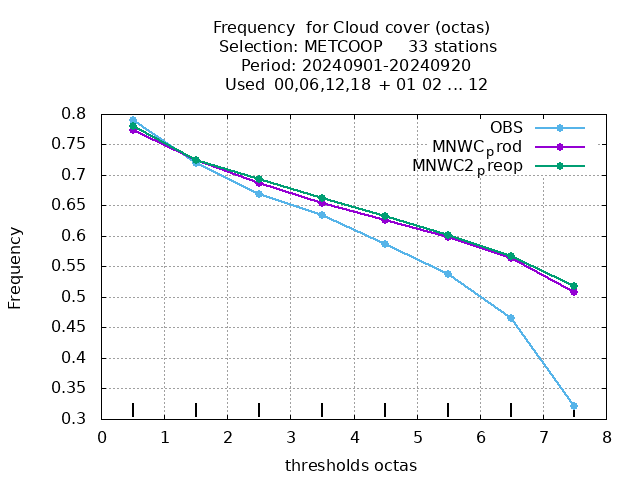 Frequency  for Cloud cover (octas)
Selection: METCOOP     33 stations
Period: 20240901-20240920
Used  00,06,12,18  + 01 02 ... 12
OBS
MNWCprod
MNWC2preop
0.8
0.75
0.7
0.65
0.6
0.55
0.5
0.45
0.4
0.35
0.3
Frequency
0 1 2 3 4 5 6 7 8
thresholds octas